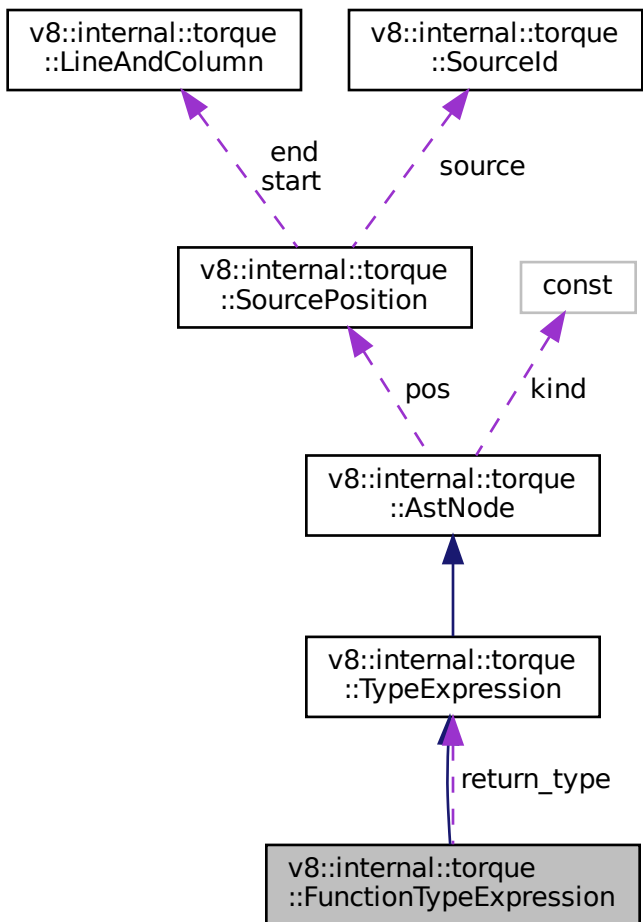 v8::internal::torque
::LineAndColumn
v8::internal::torque
::SourceId
end
start
source
v8::internal::torque
::SourcePosition
const
pos
kind
v8::internal::torque
::AstNode
v8::internal::torque
::TypeExpression
return_type
v8::internal::torque
::FunctionTypeExpression